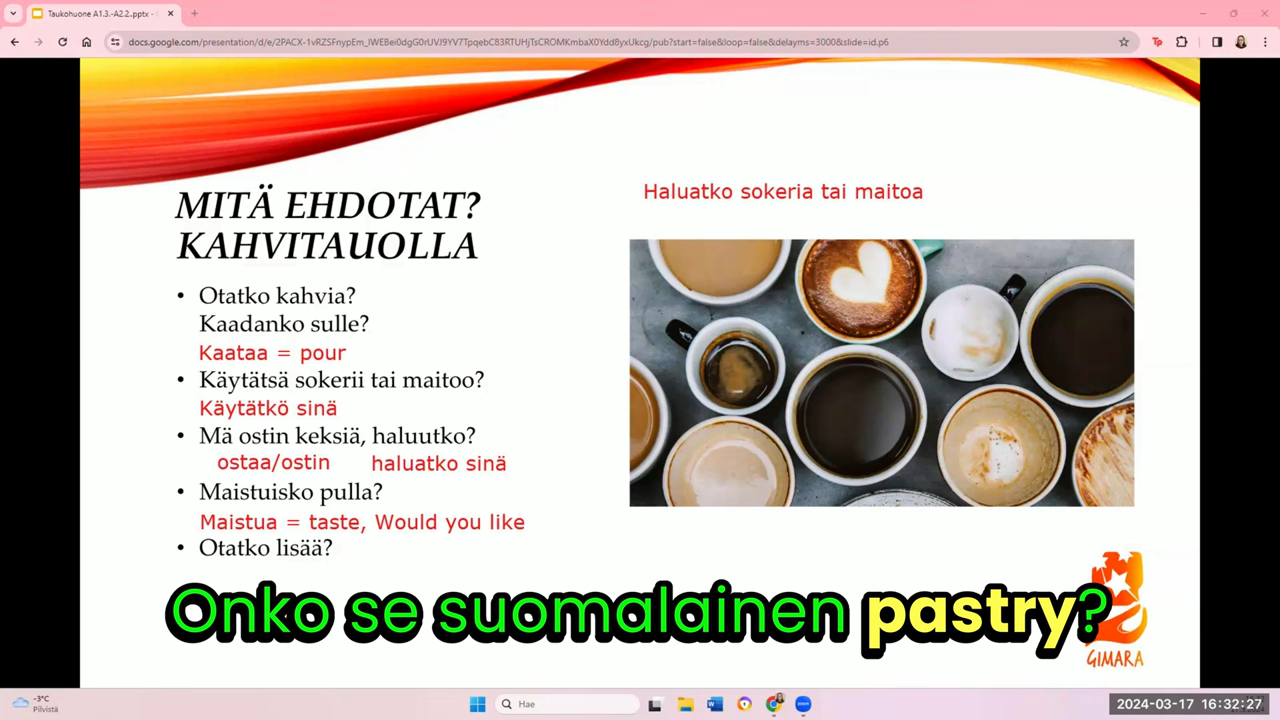 Taukohuone A1.3.-A2.2..pptx -
docs.google.com/presentation/d/e/2PACX-1vRZSFnypEm_lWEBei0dgG0rUVJ9YV7TpqebC83RTUHjTsCROMKmbaX0Ydd8yxUkcg/pub?start=false&loop=false&delayms=3000&slide=id.p6
MITÄ EHDOTAT?
KAHVITAUOLLA
Haluatko sokeria tai maitoa
• Otatko kahvia?
Kaadanko sulle?
Kaataa = pour
• Käytätsä sokerii tai maitoo?
Käytätkö sinä
• Mä ostin keksiä, haluutko?
ostaa/ostin haluatko sinä
• Maistuisko pulla?
Maistua = taste, Would you like
• Otatko lisää?
Onko se suomalainen pastry?
GIMARA
-3°C
Pilvistä
Hae
2024-03-17 16:32:27